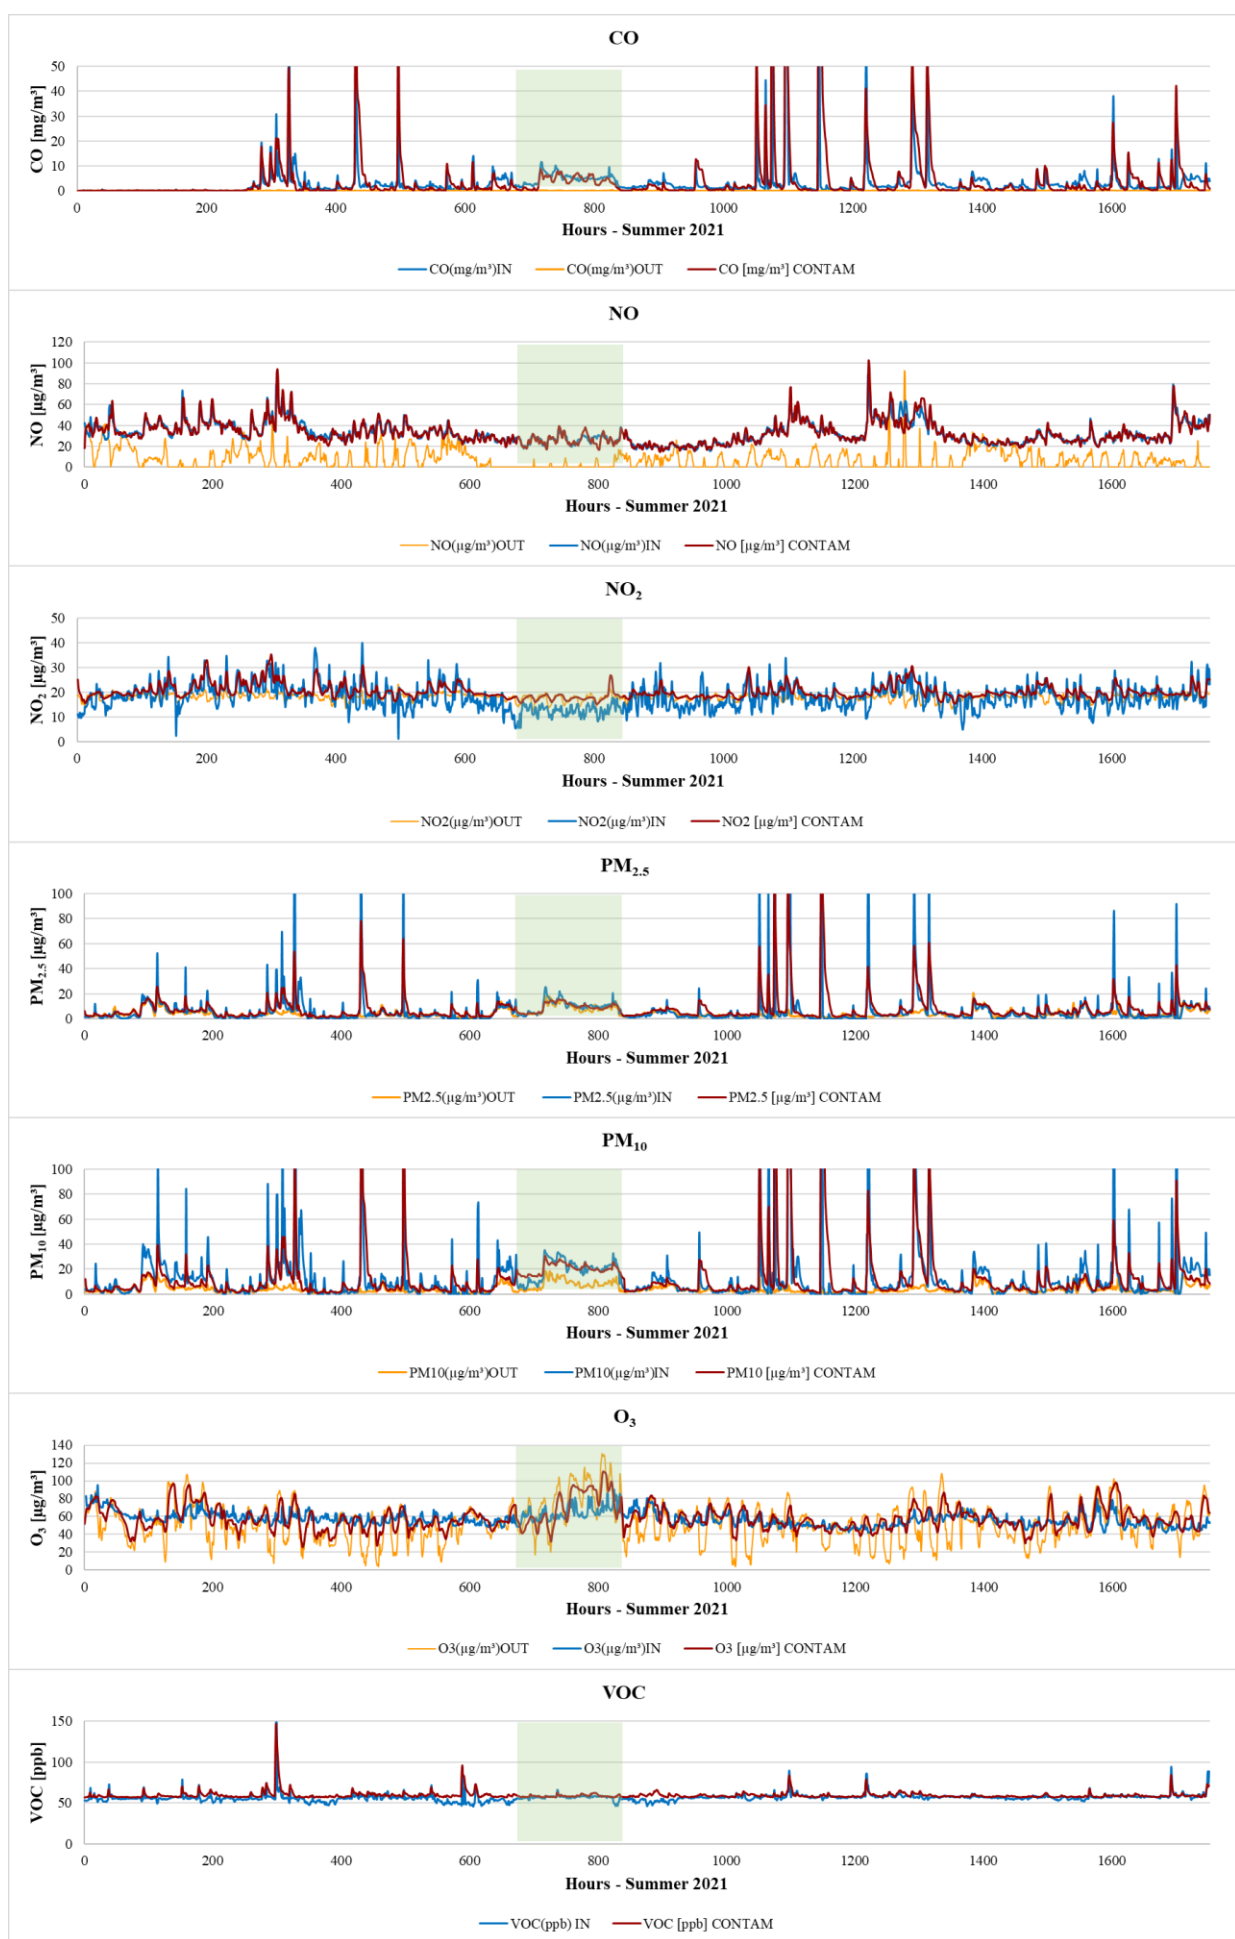 CO
CO [mg/m³]
50
40
30
20
10
0
0 200 400 600 800 1000 1200 1400 1600
Hours - Summer 2021
CO(mg/m³)IN CO(mg/m³)OUT CO [mg/m³] CONTAM
NO
NO [µg/m³]
120
100
80
60
40
20
0
0 200 400 600 800 1000 1200 1400 1600
Hours - Summer 2021
NO(µg/m³)OUT NO(µg/m³)IN NO [µg/m³] CONTAM
NO₂
NO₂ [µg/m³]
50
40
30
20
10
0
0 200 400 600 800 1000 1200 1400 1600
Hours - Summer 2021
NO2(µg/m³)OUT NO2(µg/m³)IN NO2 [µg/m³] CONTAM
PM₂.₅
PM₂.₅ [µg/m³]
100
80
60
40
20
0
0 200 400 600 800 1000 1200 1400 1600
Hours - Summer 2021
PM2.5(µg/m³)OUT PM2.5(µg/m³)IN PM2.5 [µg/m³] CONTAM
PM₁₀
PM₁₀ [µg/m³]
100
80
60
40
20
0
0 200 400 600 800 1000 1200 1400 1600
Hours - Summer 2021
PM10(µg/m³)OUT PM10(µg/m³)IN PM10 [µg/m³] CONTAM
O₃
O₃ [µg/m³]
140
120
100
80
60
40
20
0
0 200 400 600 800 1000 1200 1400 1600
Hours - Summer 2021
O3(µg/m³)OUT O3(µg/m³)IN O3 [µg/m³] CONTAM
VOC
VOC [ppb]
150
100
50
0
0 200 400 600 800 1000 1200 1400 1600
Hours - Summer 2021
VOC(ppb) IN VOC [ppb] CONTAM